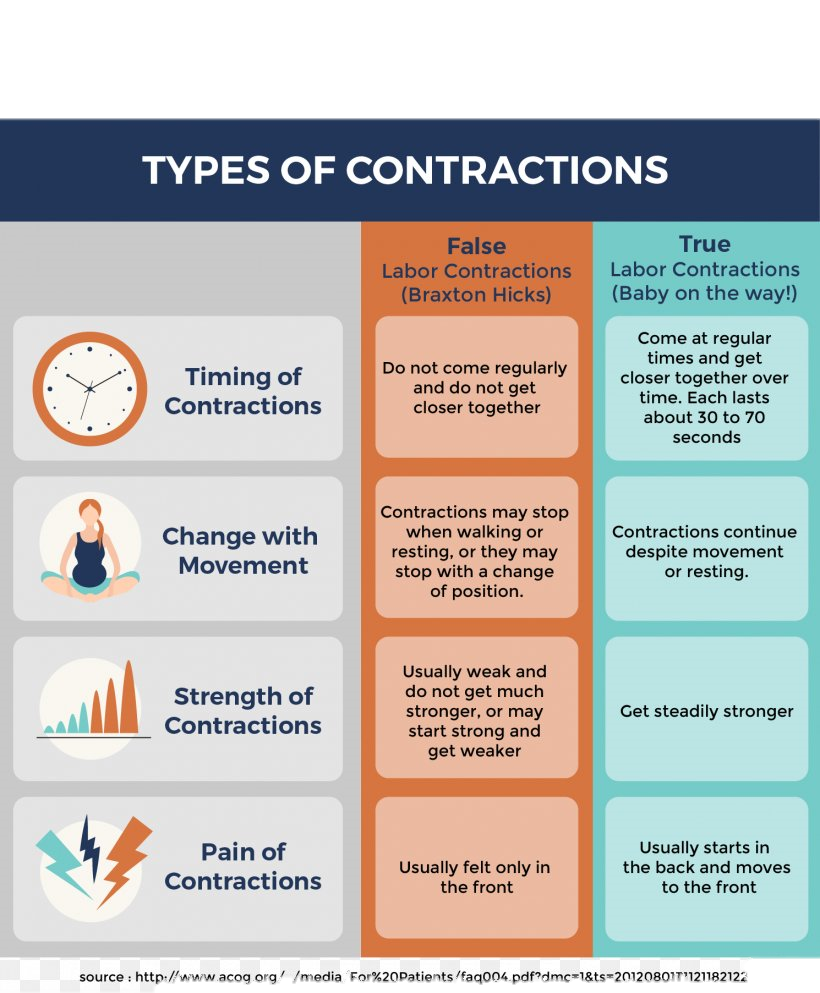 TYPES OF CONTRACTIONS
False
Labor Contractions
(Braxton Hicks)
True
Labor Contractions
(Baby on the way!)
Timing of
Contractions
Do not come regularly
and do not get
closer together
Come at regular
times and get
closer together over
time. Each lasts
about 30 to 70
seconds
Change with
Movement
Contractions may stop
when walking or
resting, or they may
stop with a change
of position.
Contractions continue
despite movement
or resting.
Strength of
Contractions
Usually weak and
do not get much
stronger, or may
start strong and
get weaker
Get steadily stronger
Pain of
Contractions
Usually felt only in
the front
Usually starts in
the back and moves
to the front
source :